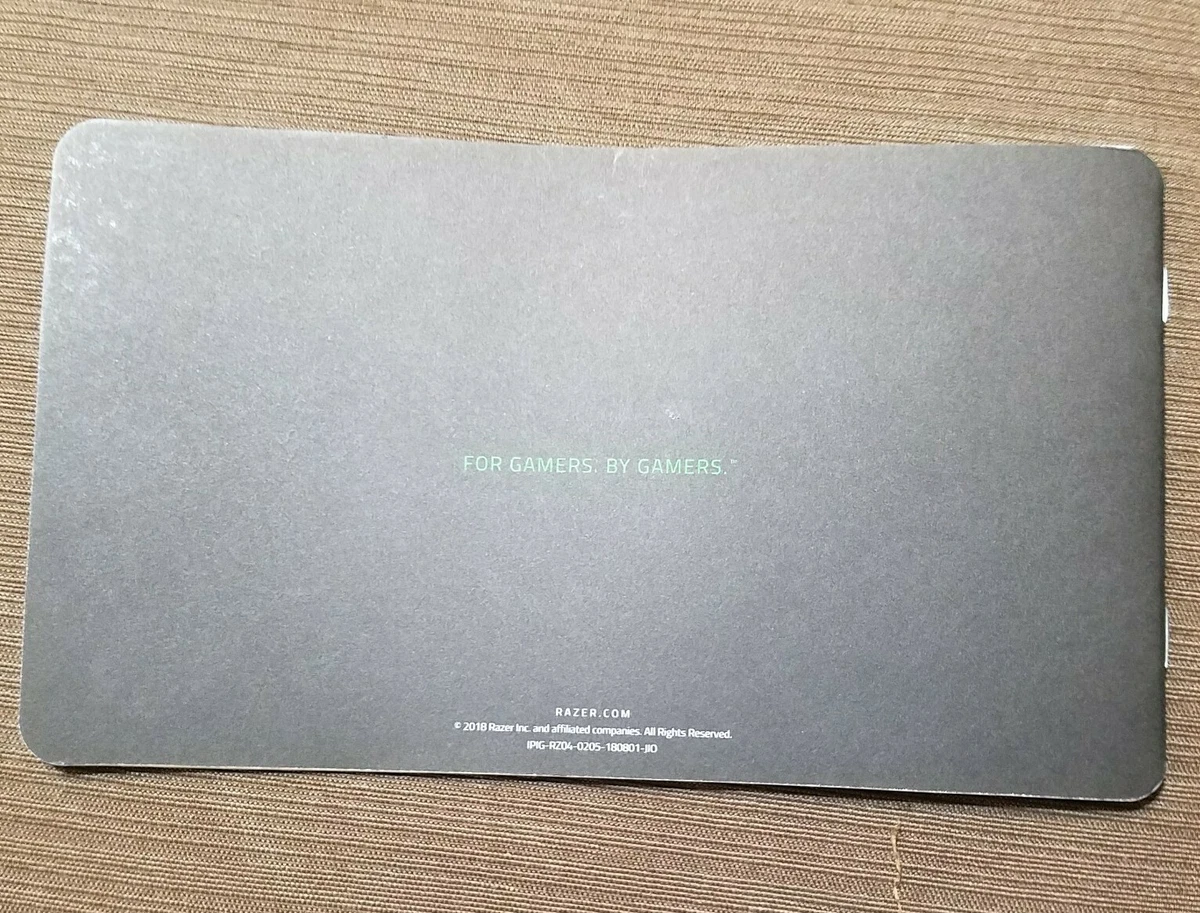 FOR GAMERS. BY GAMERS.™
RAZER.COM
© 2018 Razer Inc. and affiliated companies. All Rights Reserved.
IPIG-RZ04-0205-180801-JIO